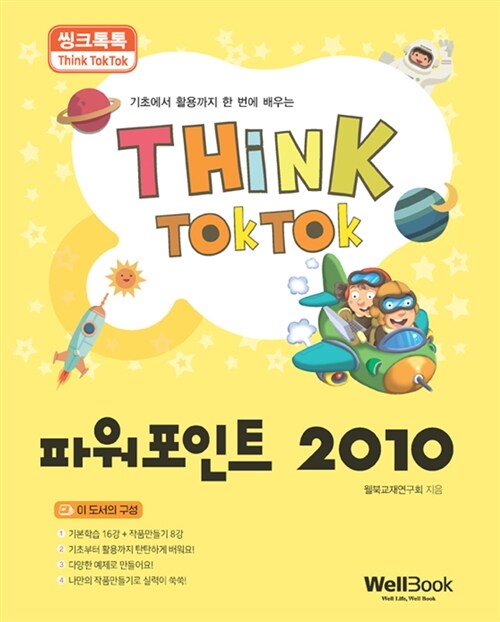 씽크톡톡
Think TokTok
기초에서 활용까지 한 번에 배우는
THiNK
TOkTOk
파워포인트 2010
웰북교재연구회 지음
이 도서의 구성
1 기본학습 16강 + 작품만들기 8강
2 기초부터 활용까지 탄탄하게 배워요!
3 다양한 예제로 만들어요!
4 나만의 작품만들기로 실력이 쑥쑥!
WellBook
Well Life, Well Book